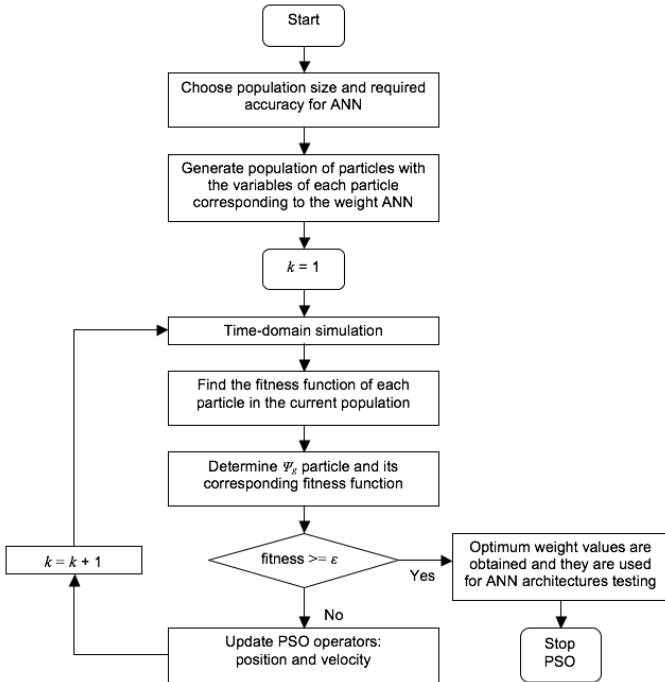 Start
Choose population size and required
accuracy for ANN
Generate population of particles with
the variables of each particle
corresponding to the weight ANN
k = 1
Time-domain simulation
Find the fitness function of each
particle in the current population
Determine Ψg particle and its
corresponding fitness function
fitness >= ε
Yes
Optimum weight values are
obtained and they are used
for ANN architectures testing
Stop
PSO
No
Update PSO operators:
position and velocity
k = k + 1